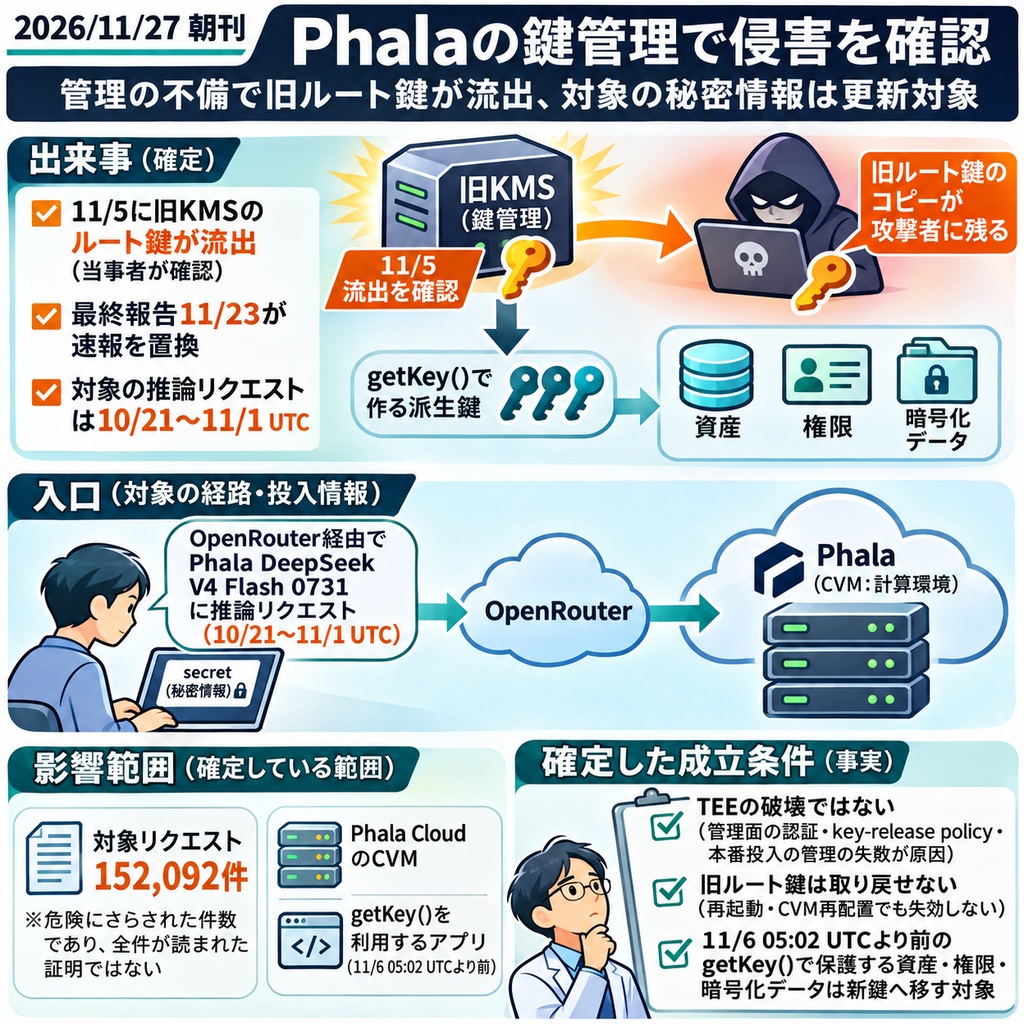 2026/11/27 朝刊
Phalaの鍵管理で侵害を確認
管理の不備で旧ルート鍵が流出、対象の秘密情報は更新対象
出来事（確定）
11/5に旧KMSの
ルート鍵が流出
（当事者が確認）
最終報告11/23が
速報を置換
対象の推論リクエスト
は10/21〜11/1 UTC
旧KMS
（鍵管理）
11/5
流出を確認
旧ルート鍵の
コピーが
攻撃者に残る
getKey()で
作る派生鍵
資産
権限
暗号化
データ
入口（対象の経路・投入情報）
OpenRouter経由で
Phala DeepSeek
V4 Flash 0731
に推論リクエスト
（10/21〜11/1 UTC）
secret
（秘密情報）
OpenRouter
Phala
（CVM：計算環境）
影響範囲（確定している範囲）
対象リクエスト
152,092件
※危険にさらされた件数
であり、全件が読まれた
証明ではない
Phala Cloud
のCVM
getKey()を
利用するアプリ
（11/6 05:02 UTCより前）
確定した成立条件（事実）
TEEの破壊ではない
（管理面の認証・key-release policy・
本番投入の管理の失敗が原因）
旧ルート鍵は取り戻せない
（再起動・CVM再配置でも失効しない）
11/6 05:02 UTCより前の
getKey()で保護する資産・権限・
暗号化データは新鍵へ移す対象